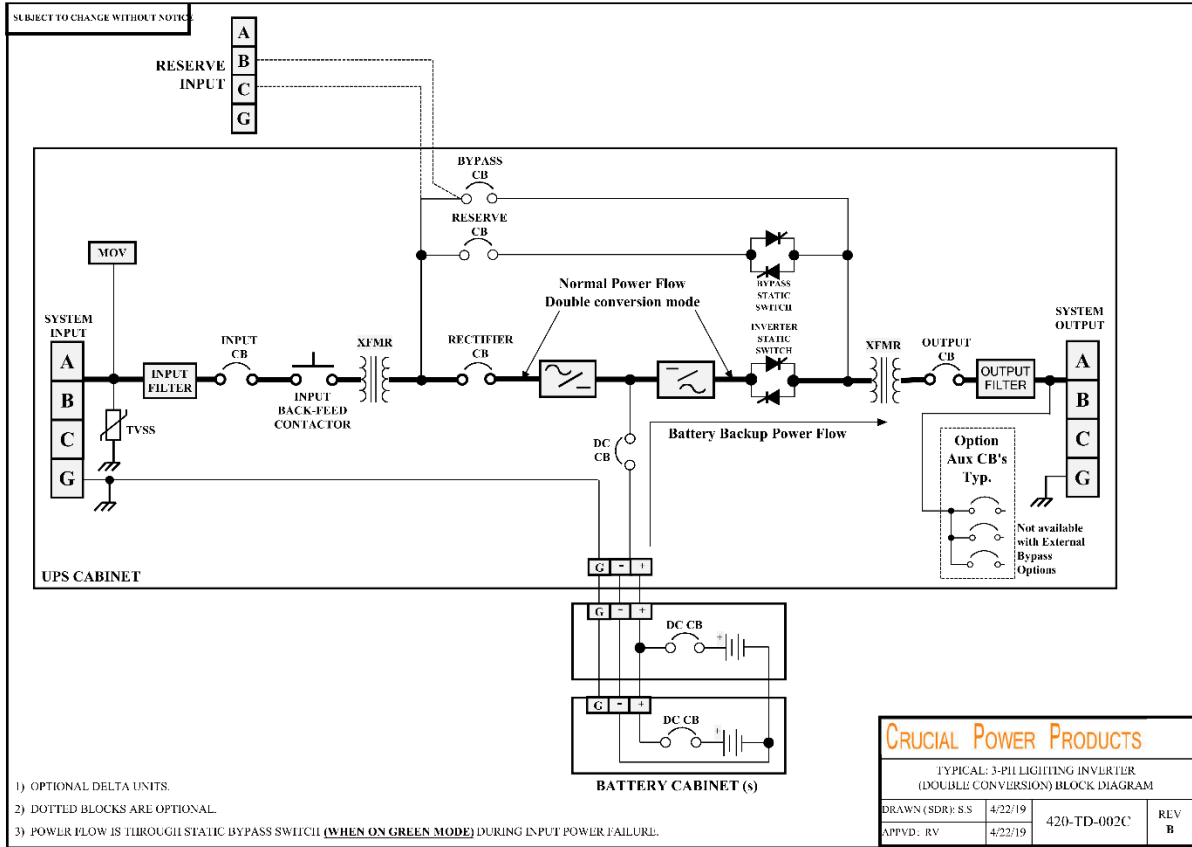 SUBJECT TO CHANGE WITHOUT NOTICE
RESERVE
INPUT
A
B
C
G
BYPASS
CB
RESERVE
CB
MOV
Normal Power Flow
Double conversion mode
BYPASS
STATIC
SWITCH
SYSTEM
INPUT
A
B
C
G
INPUT
FILTER
INPUT
CB
INPUT
BACK-FEED
CONTACTOR
XFMR
RECTIFIER
CB
INVERTER
STATIC
SWITCH
XFMR
OUTPUT
CB
OUTPUT
FILTER
SYSTEM
OUTPUT
A
B
C
G
TVSS
DC
CB
Battery Backup Power Flow
Option
Aux CB's
Typ.
Not available
with External
Bypass
Options
UPS CABINET
G - +
G - +
DC CB
+
G - +
DC CB
+
BATTERY CABINET (s)
1) OPTIONAL DELTA UNITS.
2) DOTTED BLOCKS ARE OPTIONAL.
3) POWER FLOW IS THROUGH STATIC BYPASS SWITCH (WHEN ON GREEN MODE) DURING INPUT POWER FAILURE.
CRUCIAL POWER PRODUCTS
TYPICAL: 3-PH LIGHTING INVERTER
(DOUBLE CONVERSION) BLOCK DIAGRAM
DRAWN (SDR): S.S 4/22/19
APPVD: RV 4/22/19
420-TD-002C
REV
B